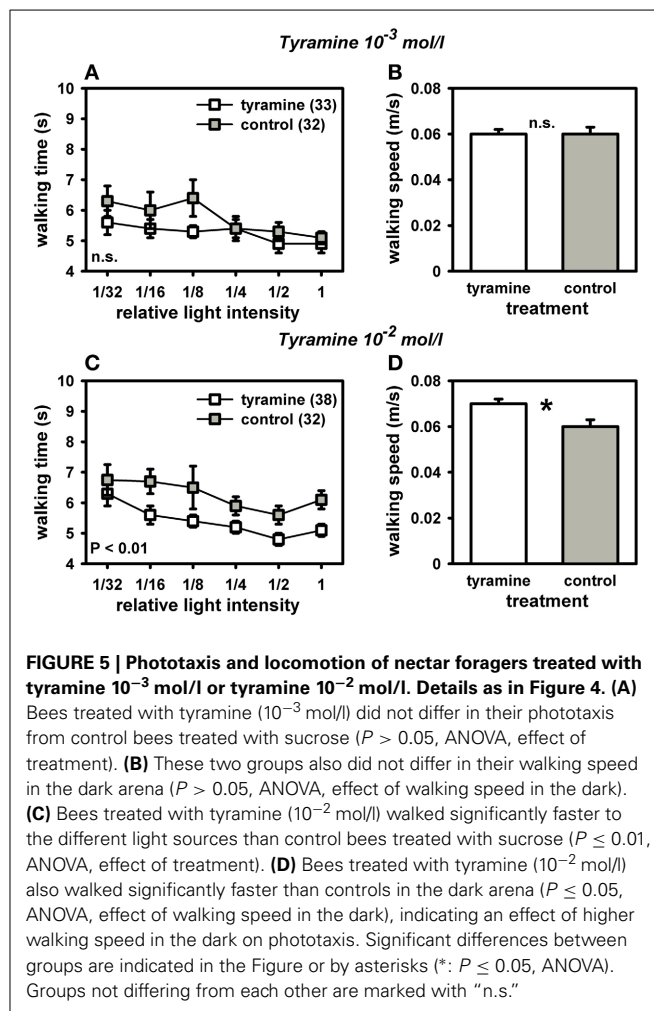 Tyramine 10⁻³ mol/l
A
B
10
9
8
7
6
5
4
walking time (s)
tyramine (33)
control (32)
n.s.
1/32 1/16 1/8 1/4 1/2 1
relative light intensity
0.08
0.06
0.04
0.02
0
walking speed (m/s)
n.s.
tyramine control
treatment
Tyramine 10⁻² mol/l
C
D
10
9
8
7
6
5
4
walking time (s)
tyramine (38)
control (32)
P < 0.01
1/32 1/16 1/8 1/4 1/2 1
relative light intensity
0.08
0.06
0.04
0.02
0
walking speed (m/s)
*
tyramine control
treatment
FIGURE 5 | Phototaxis and locomotion of nectar foragers treated with
tyramine 10⁻³ mol/l or tyramine 10⁻² mol/l. Details as in Figure 4. (A)
Bees treated with tyramine (10⁻³ mol/l) did not differ in their phototaxis
from control bees treated with sucrose (P > 0.05, ANOVA, effect of
treatment). (B) These two groups also did not differ in their walking speed
in the dark arena (P > 0.05, ANOVA, effect of walking speed in the dark).
(C) Bees treated with tyramine (10⁻² mol/l) walked significantly faster to
the different light sources than control bees treated with sucrose (P ≤ 0.01,
ANOVA, effect of treatment). (D) Bees treated with tyramine (10⁻² mol/l)
also walked significantly faster than controls in the dark arena (P ≤ 0.05,
ANOVA, effect of walking speed in the dark), indicating an effect of higher
walking speed in the dark on phototaxis. Significant differences between
groups are indicated in the Figure or by asterisks (*: P ≤ 0.05, ANOVA).
Groups not differing from each other are marked with “n.s.”